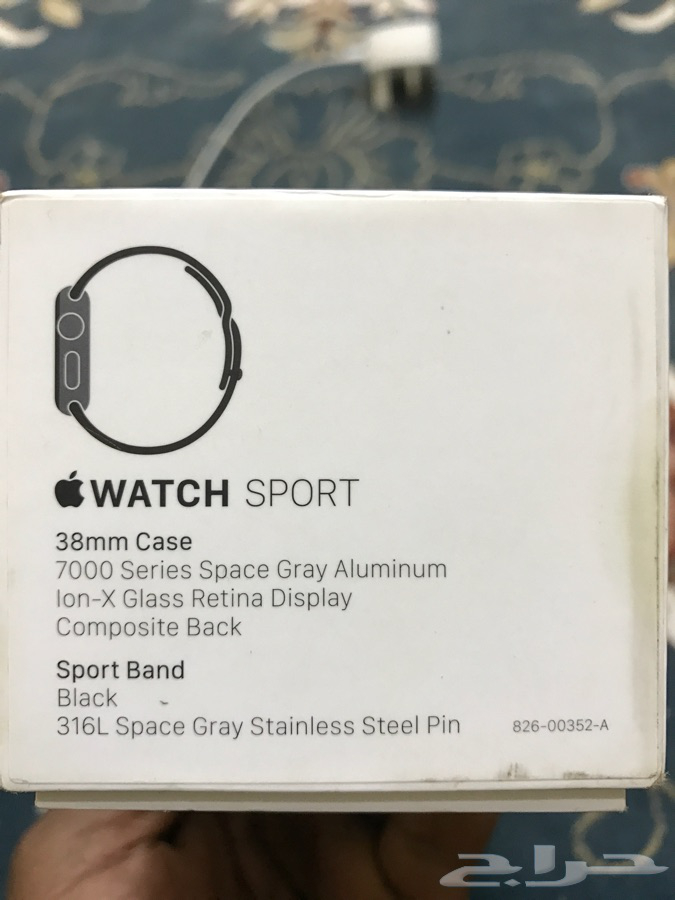 WATCH SPORT
38mm Case
7000 Series Space Gray Aluminum
Ion-X Glass Retina Display
Composite Back
Sport Band
Black
316L Space Gray Stainless Steel Pin
826-00352-A
حراج